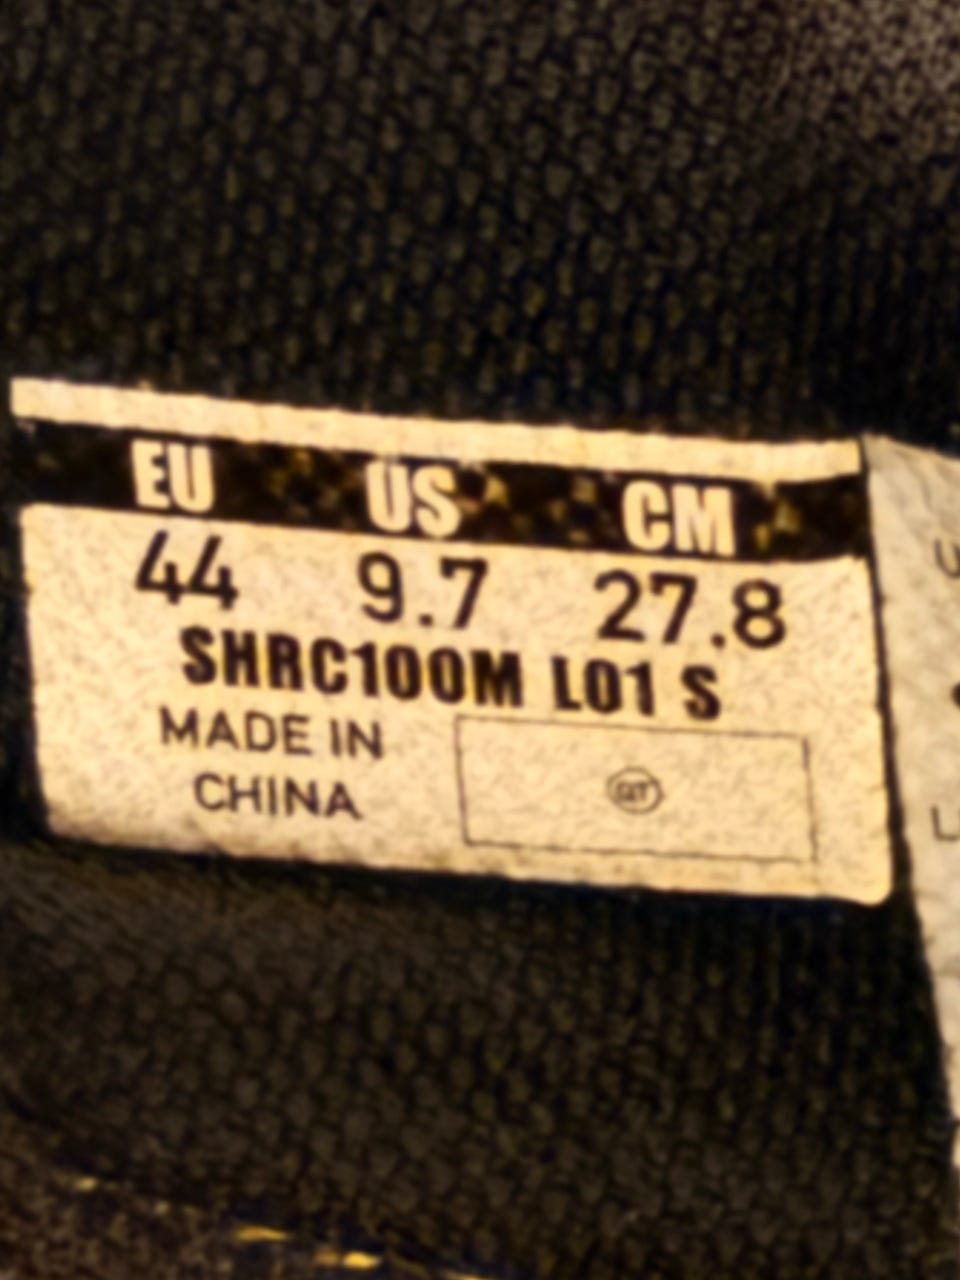 EU US CM
44 9.7 27.8
SHRC100M L01 S
MADE IN
CHINA